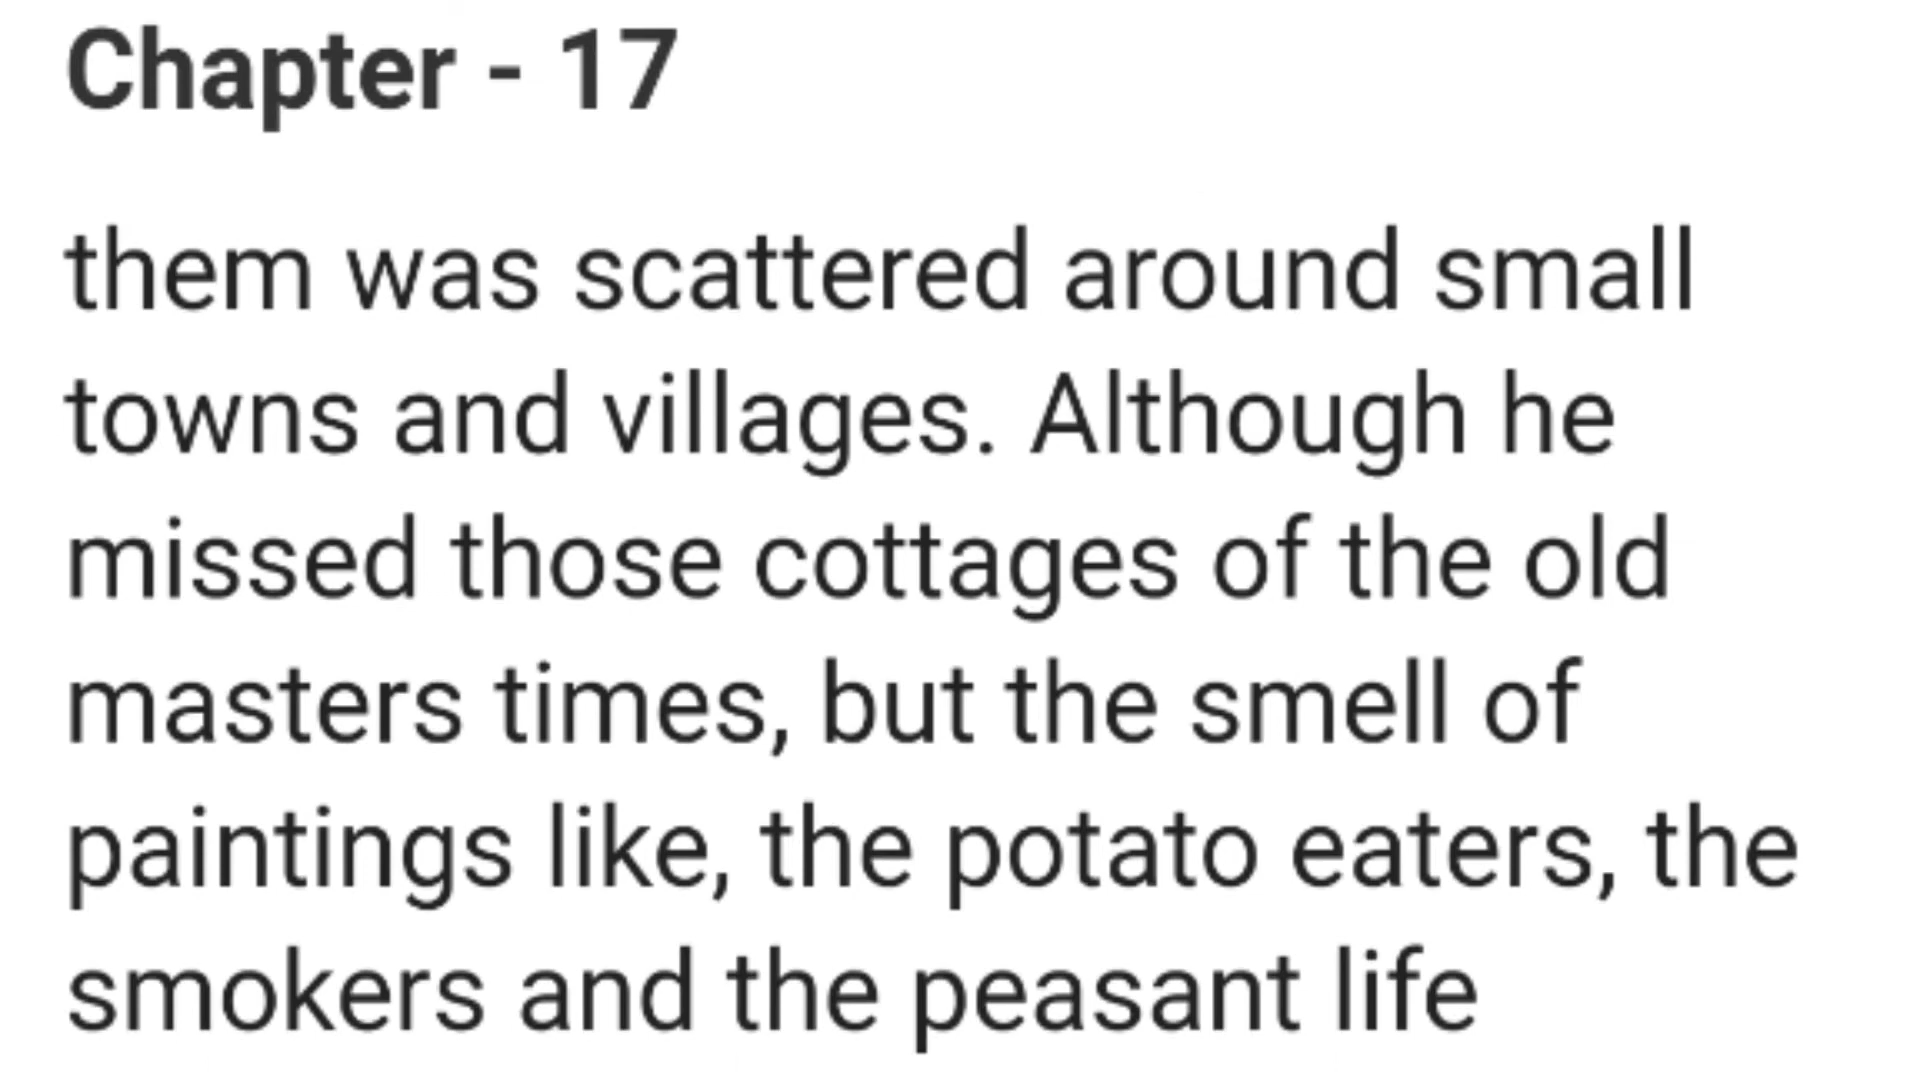 Chapter - 17
them was scattered around small
towns and villages. Although he
missed those cottages of the old
masters times, but the smell of
paintings like, the potato eaters, the
smokers and the peasant life